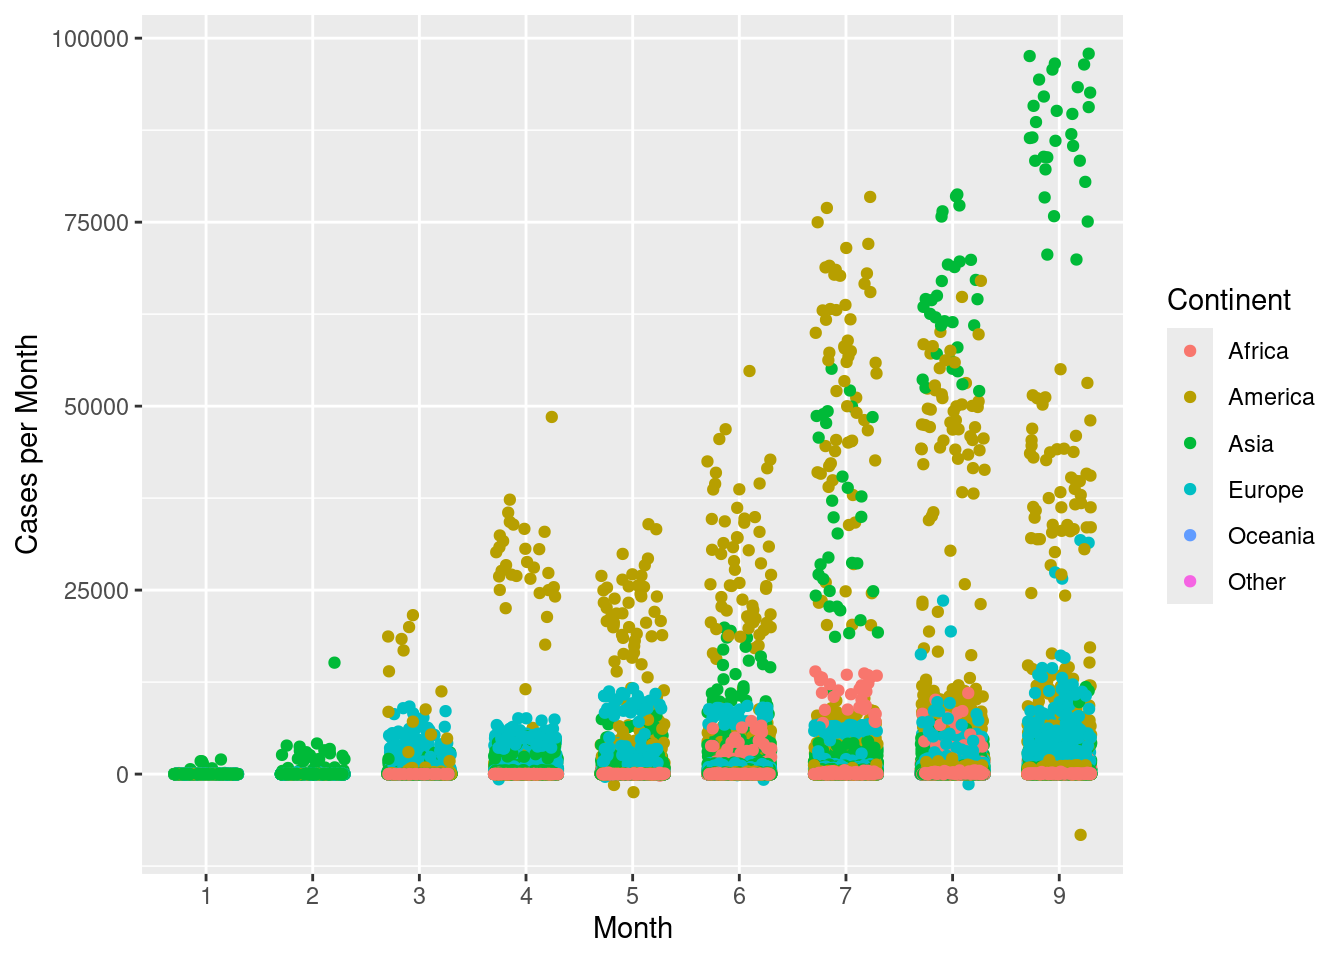 100000
75000
50000
25000
0
Cases per Month
1 2 3 4 5 6 7 8 9
Month
Continent
Africa
America
Asia
Europe
Oceania
Other